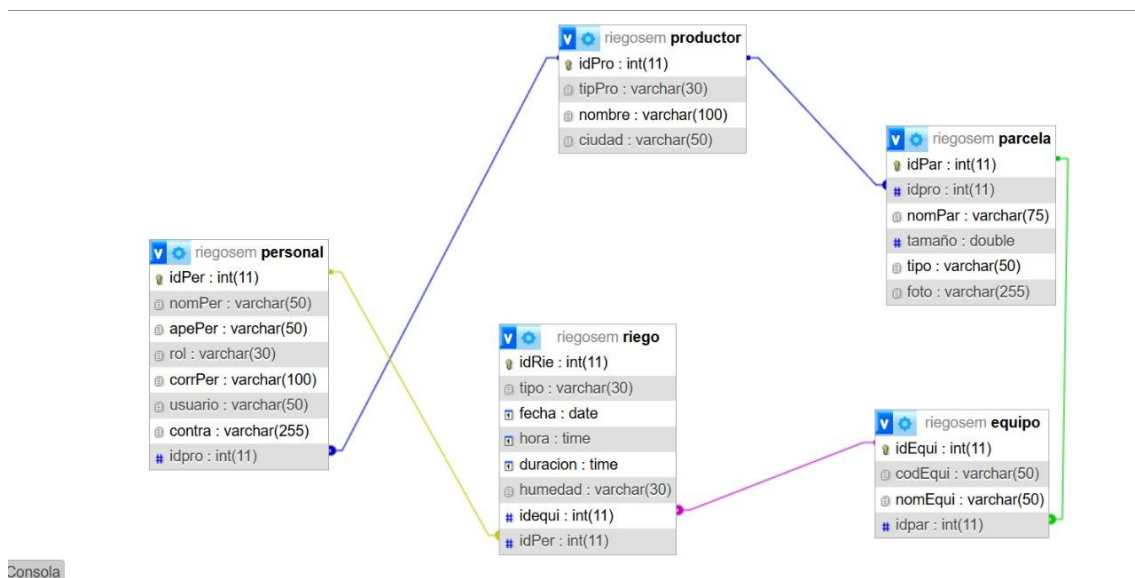 riegosem productor
idPro : int(11)
tipPro : varchar(30)
nombre : varchar(100)
ciudad : varchar(50)
riegosem parcela
idPar : int(11)
idpro : int(11)
nomPar : varchar(75)
tamaño : double
tipo : varchar(50)
foto : varchar(255)
riegosem personal
idPer : int(11)
nomPer : varchar(50)
apePer : varchar(50)
rol : varchar(30)
corrPer : varchar(100)
usuario : varchar(50)
contra : varchar(255)
idpro : int(11)
riegosem riego
idRie : int(11)
tipo : varchar(30)
fecha : date
hora : time
duracion : time
humedad : varchar(30)
idequi : int(11)
idPer : int(11)
riegosem equipo
idEqui : int(11)
codEqui : varchar(50)
nomEqui : varchar(50)
idpar : int(11)
Consola